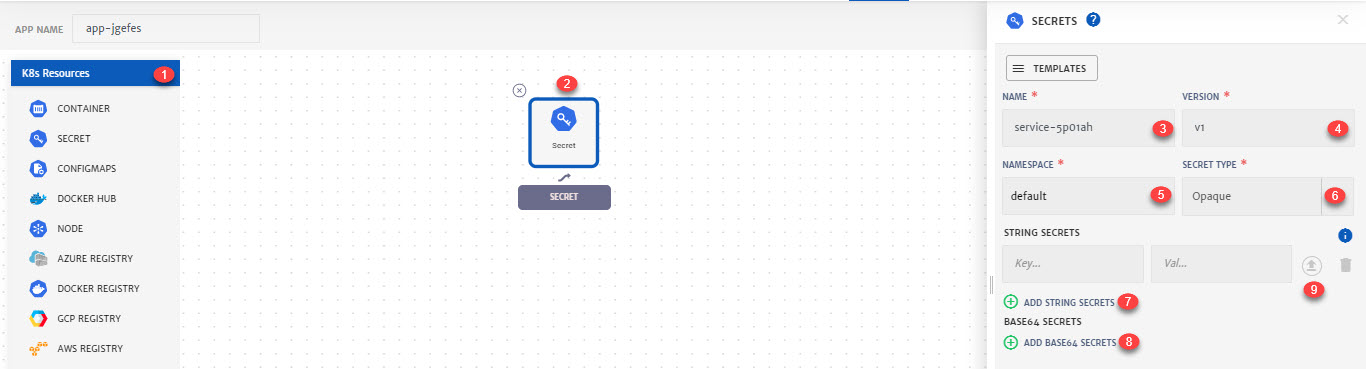 APP NAME
app-jgefes
K8s Resources
1
CONTAINER
SECRET
CONFIGMAPS
DOCKER HUB
NODE
AZURE REGISTRY
DOCKER REGISTRY
GCP REGISTRY
AWS REGISTRY
2
Secret
SECRET
SECRETS ?
TEMPLATES
NAME * VERSION *
service-5p01ah 3 v1 4
NAMESPACE * SECRET TYPE *
default 5 Opaque 6
STRING SECRETS i
Key... Val...
9
ADD STRING SECRETS 7
BASE64 SECRETS
ADD BASE64 SECRETS 8